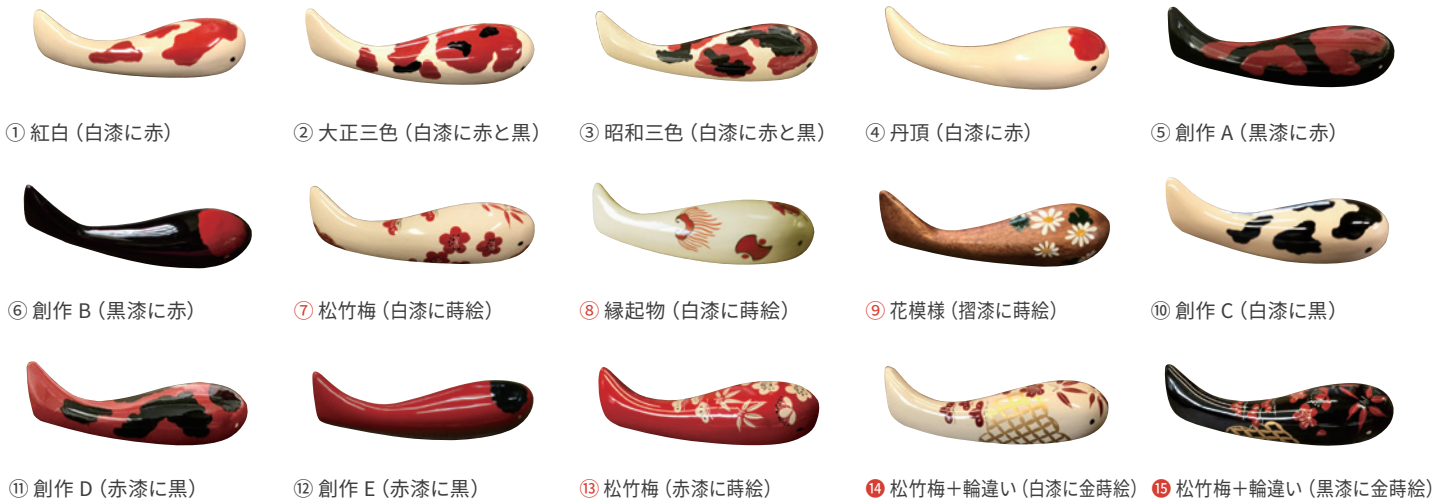 ① 紅白（白漆に赤）
② 大正三色（白漆に赤と黒）
③ 昭和三色（白漆に赤と黒）
④ 丹頂（白漆に赤）
⑤ 創作 A（黒漆に赤）
⑥ 創作 B（黒漆に赤）
⑦ 松竹梅（白漆に蒔絵）
⑧ 縁起物（白漆に蒔絵）
⑨ 花模様（摺漆に蒔絵）
⑩ 創作 C（白漆に黒）
⑪ 創作 D（赤漆に黒）
⑫ 創作 E（赤漆に黒）
⑬ 松竹梅（赤漆に蒔絵）
⓮ 松竹梅＋輪違い（白漆に金蒔絵）
⓯ 松竹梅＋輪違い（黒漆に金蒔絵）